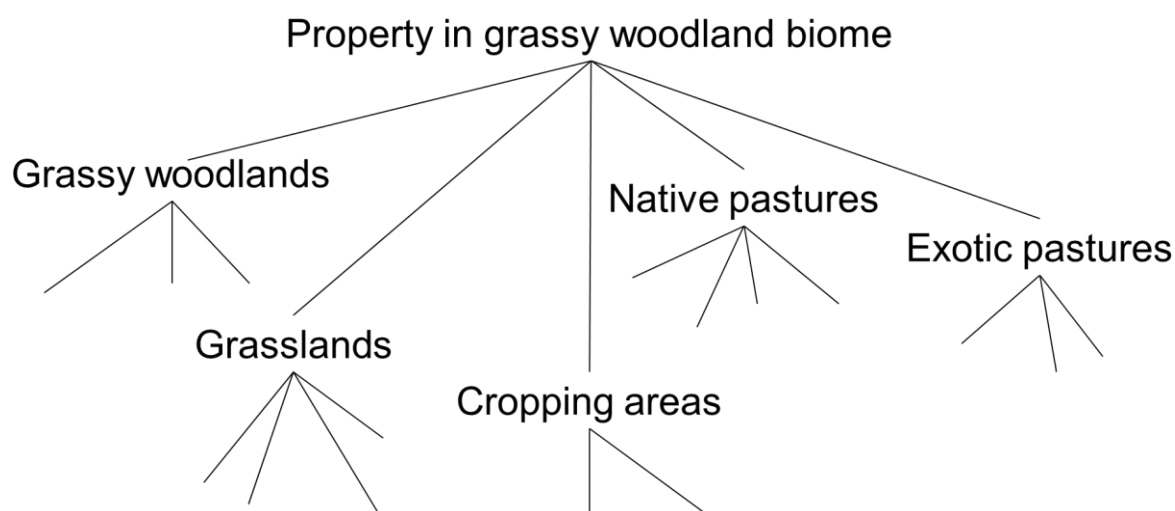 Property in grassy woodland biome
Grassy woodlands
Native pastures
Exotic pastures
Grasslands
Cropping areas